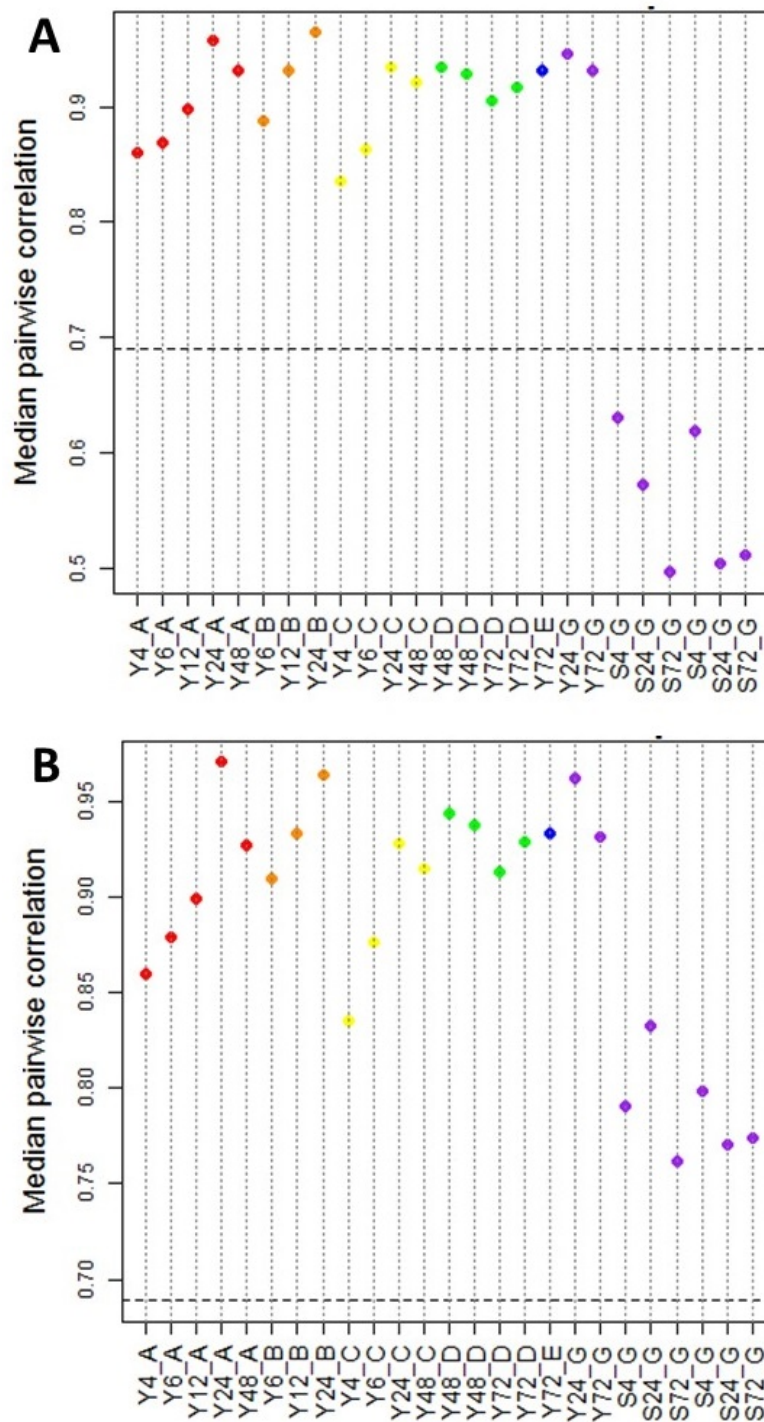 A
Median pairwise correlation
0.9
0.8
0.7
0.6
0.5
Y4_A
Y6_A
Y12_A
Y24_A
Y48_A
Y6_B
Y12_B
Y24_B
Y4_C
Y6_C
Y24_C
Y48_C
Y48_D
Y48_D
Y72_D
Y72_D
Y72_E
Y24_G
Y72_G
S4_G
S24_G
S72_G
S4_G
S24_G
S72_G
B
Median pairwise correlation
0.95
0.90
0.85
0.80
0.75
0.70
Y4_A
Y6_A
Y12_A
Y24_A
Y48_A
Y6_B
Y12_B
Y24_B
Y4_C
Y6_C
Y24_C
Y48_C
Y48_D
Y48_D
Y72_D
Y72_D
Y72_E
Y24_G
Y72_G
S4_G
S24_G
S72_G
S4_G
S24_G
S72_G